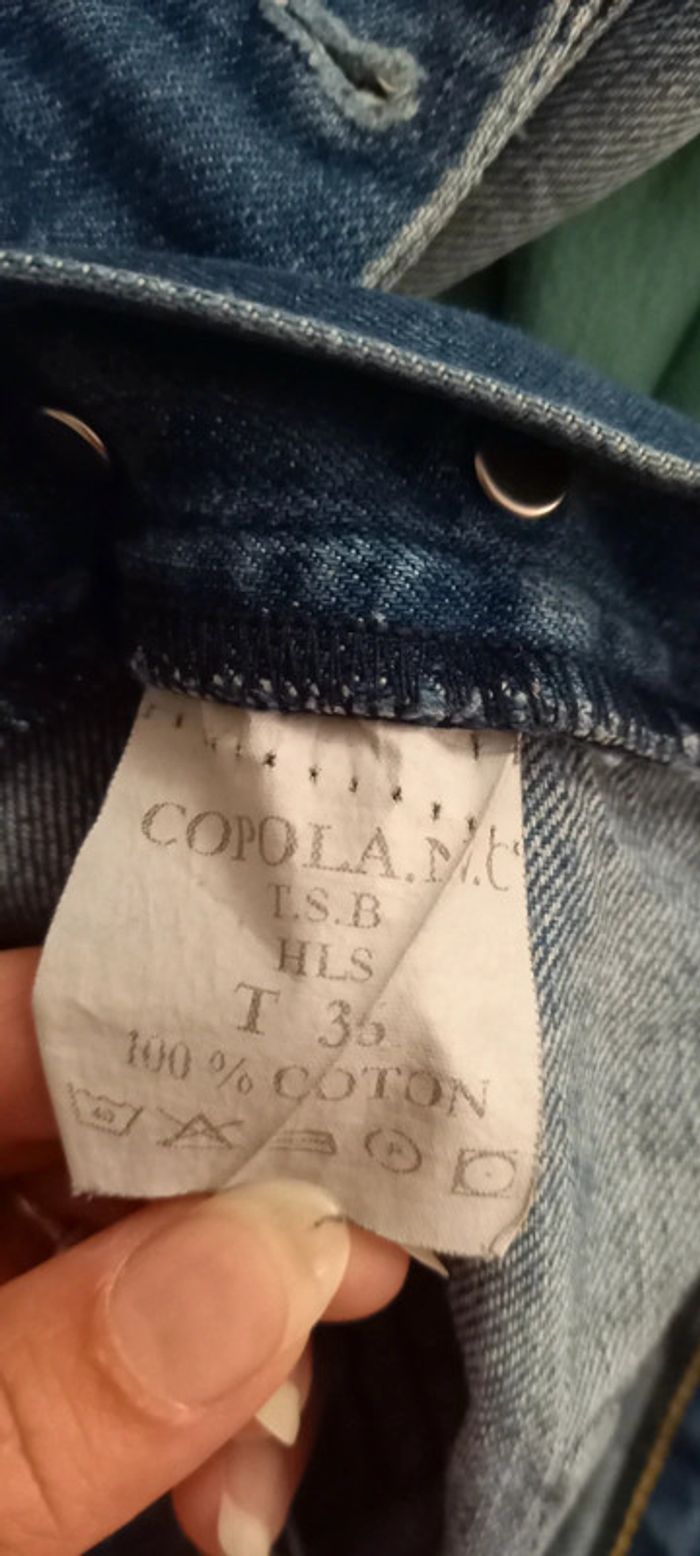 COPOLA.N.C
T.S.B
HLS
T 36
100 % COTON